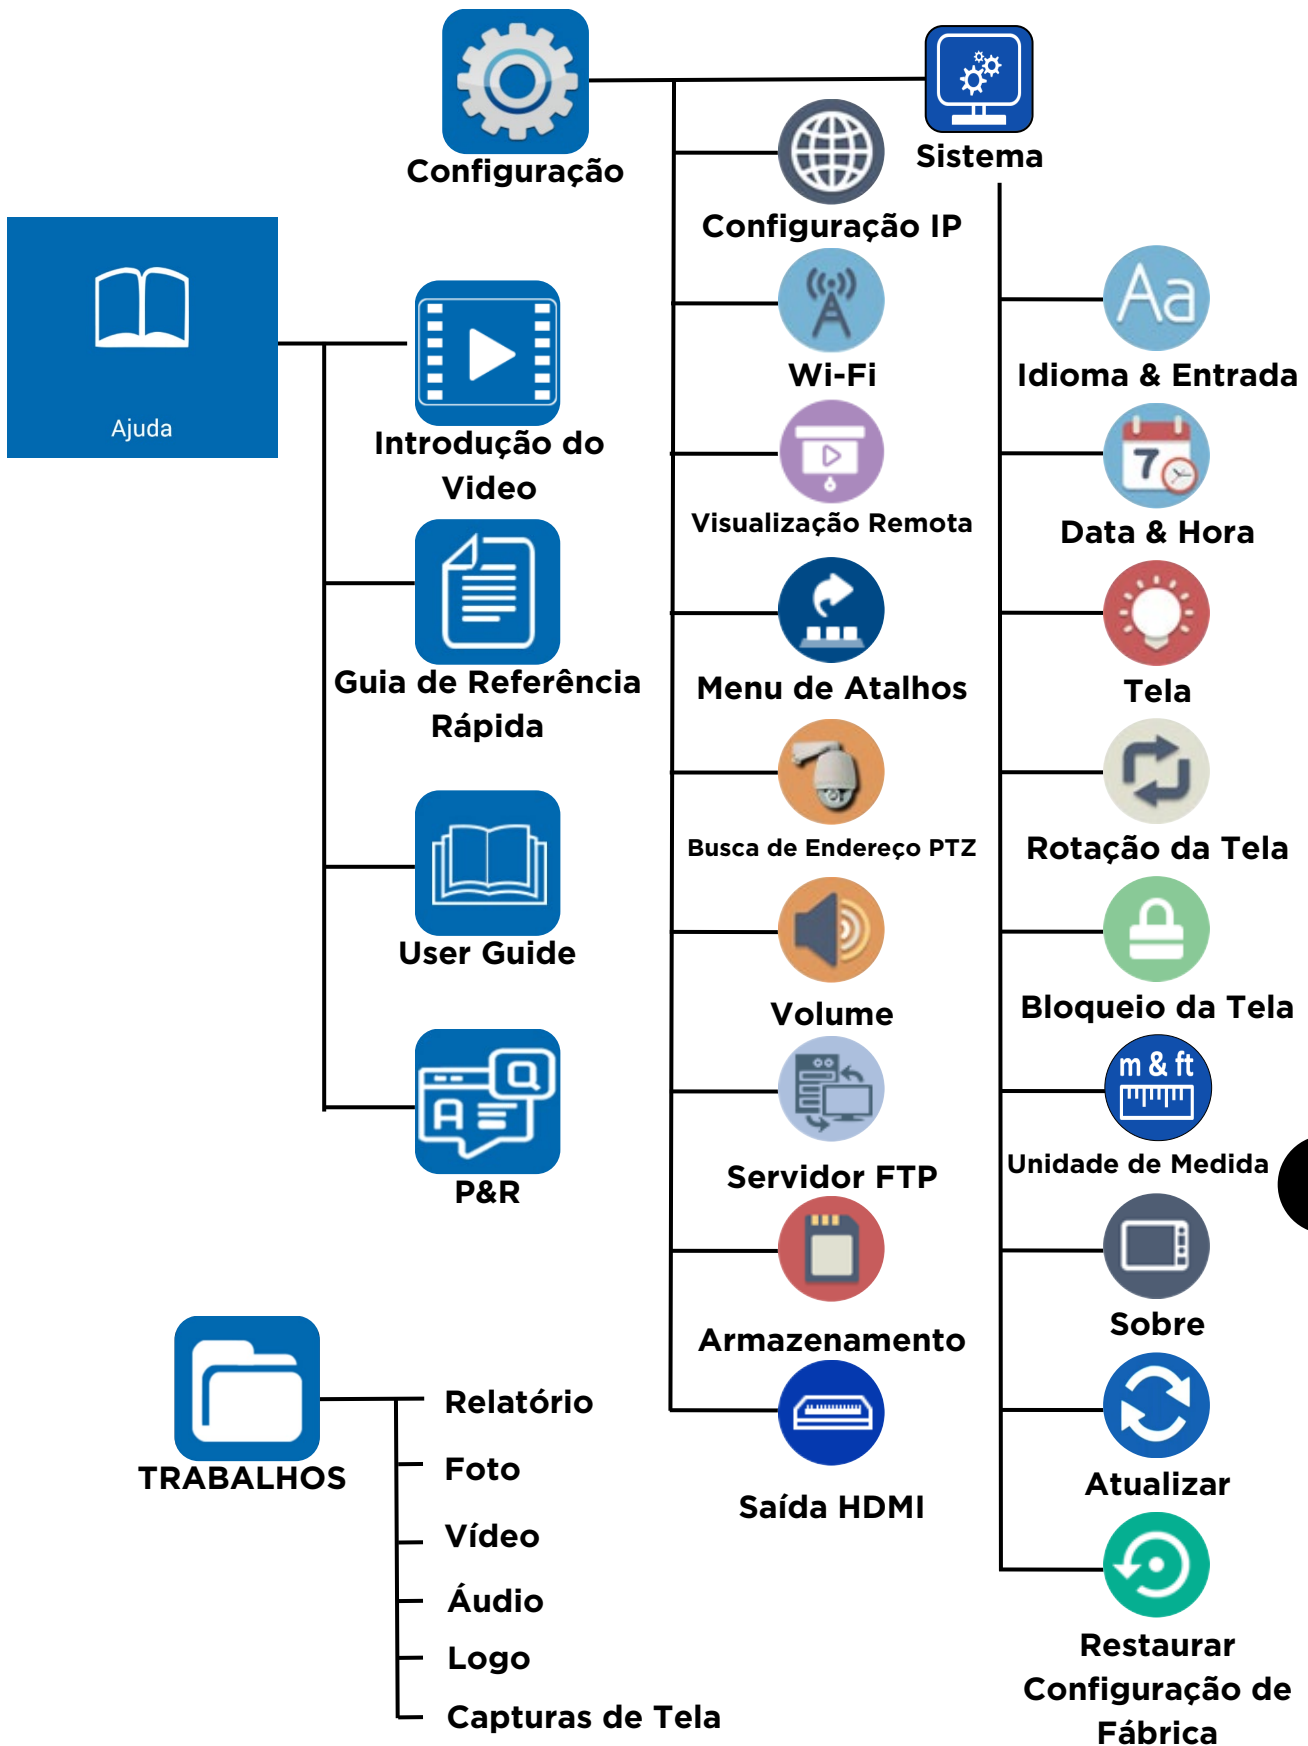 Configuração
Sistema
Configuração IP
Wi-Fi
Visualização Remota
Menu de Atalhos
Busca de Endereço PTZ
Volume
Servidor FTP
Armazenamento
Saída HDMI
Aa
Idioma & Entrada
7
Data & Hora
Tela
Rotação da Tela
Bloqueio da Tela
m & ft
Unidade de Medida
Sobre
Atualizar
Restaurar
Configuração de
Fábrica
Ajuda
Introdução do
Video
Guia de Referência
Rápida
User Guide
Q
A
P&R
TRABALHOS
Relatório
Foto
Vídeo
Áudio
Logo
Capturas de Tela